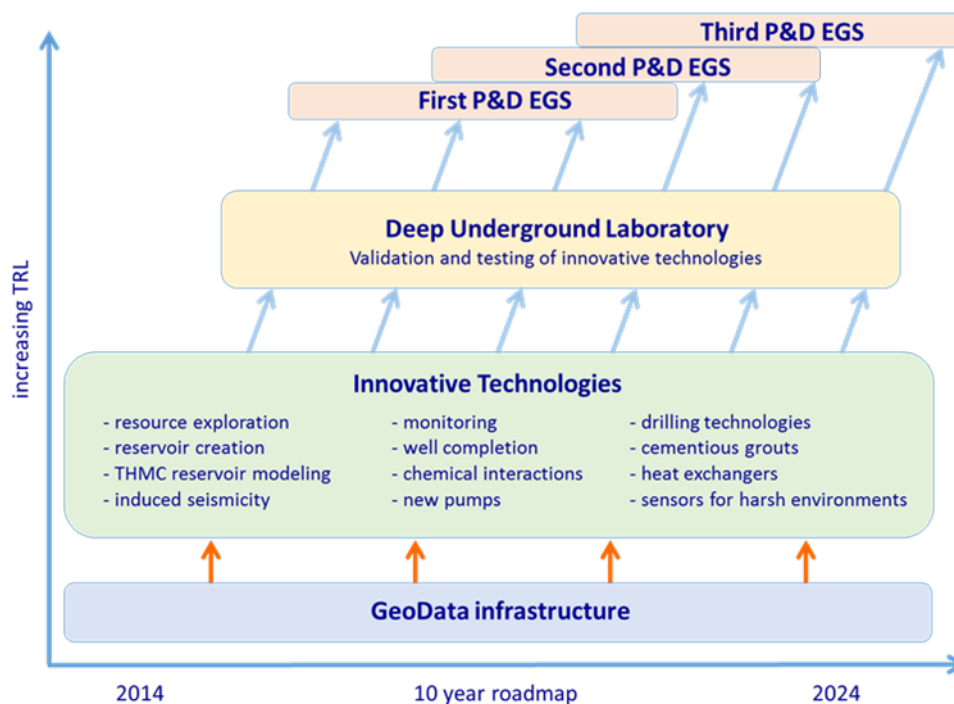 Third P&D EGS
Second P&D EGS
First P&D EGS
Deep Underground Laboratory
Validation and testing of innovative technologies
increasing TRL
Innovative Technologies
- resource exploration
- reservoir creation
- THMC reservoir modeling
- induced seismicity
- monitoring
- well completion
- chemical interactions
- new pumps
- drilling technologies
- cementious grouts
- heat exchangers
- sensors for harsh environments
GeoData infrastructure
2014
10 year roadmap
2024